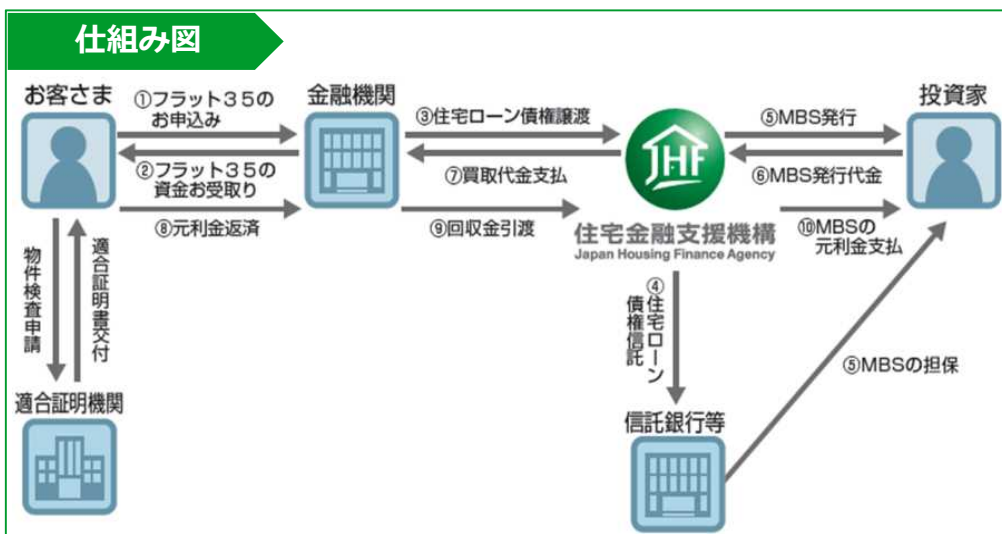 仕組み図
お客さま
金融機関
投資家
①フラット35の
お申込み
②フラット35の
資金お受取り
⑧元利金返済
③住宅ローン債権譲渡
⑦買取代金支払
⑨回収金引渡
JHF
住宅金融支援機構
Japan Housing Finance Agency
⑤MBS発行
⑥MBS発行代金
⑩MBSの
元利金支払
物件検査申請
適合証明書交付
④住宅ローン
債権信託
⑤MBSの担保
適合証明機関
信託銀行等